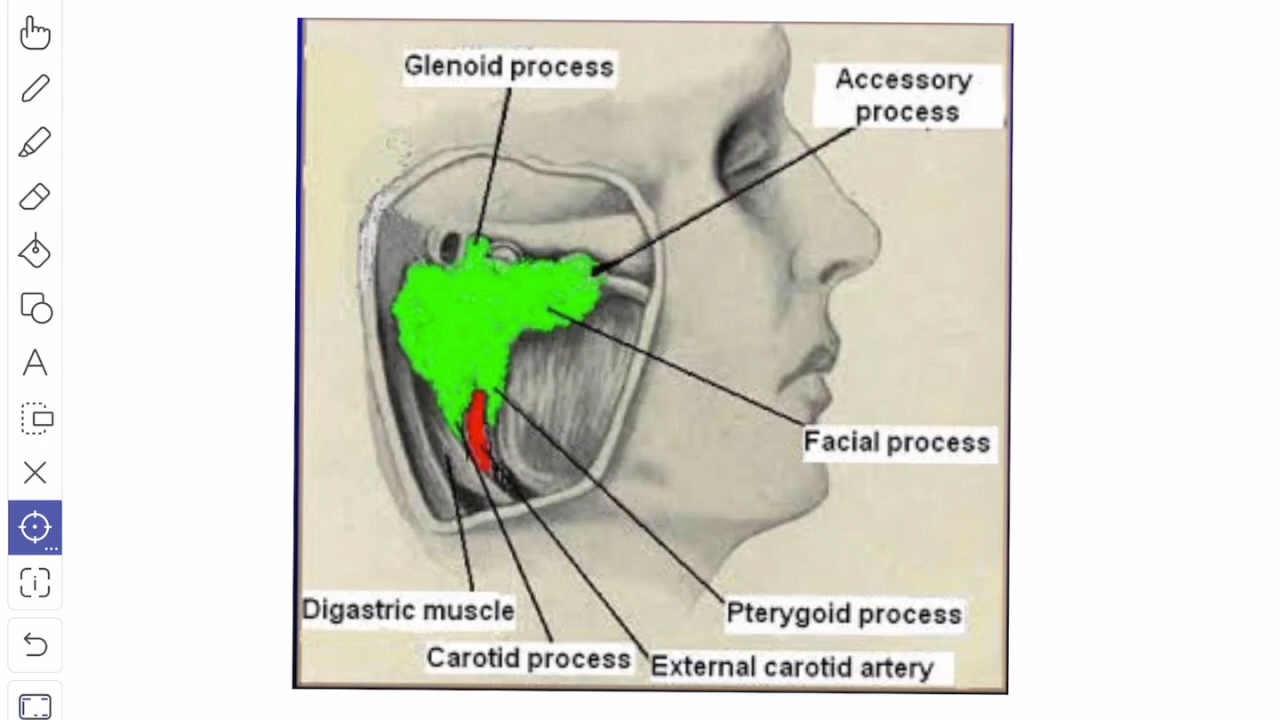 Glenoid process
Accessory
process
Facial process
Digastric muscle
Pterygoid process
Carotid process
External carotid artery